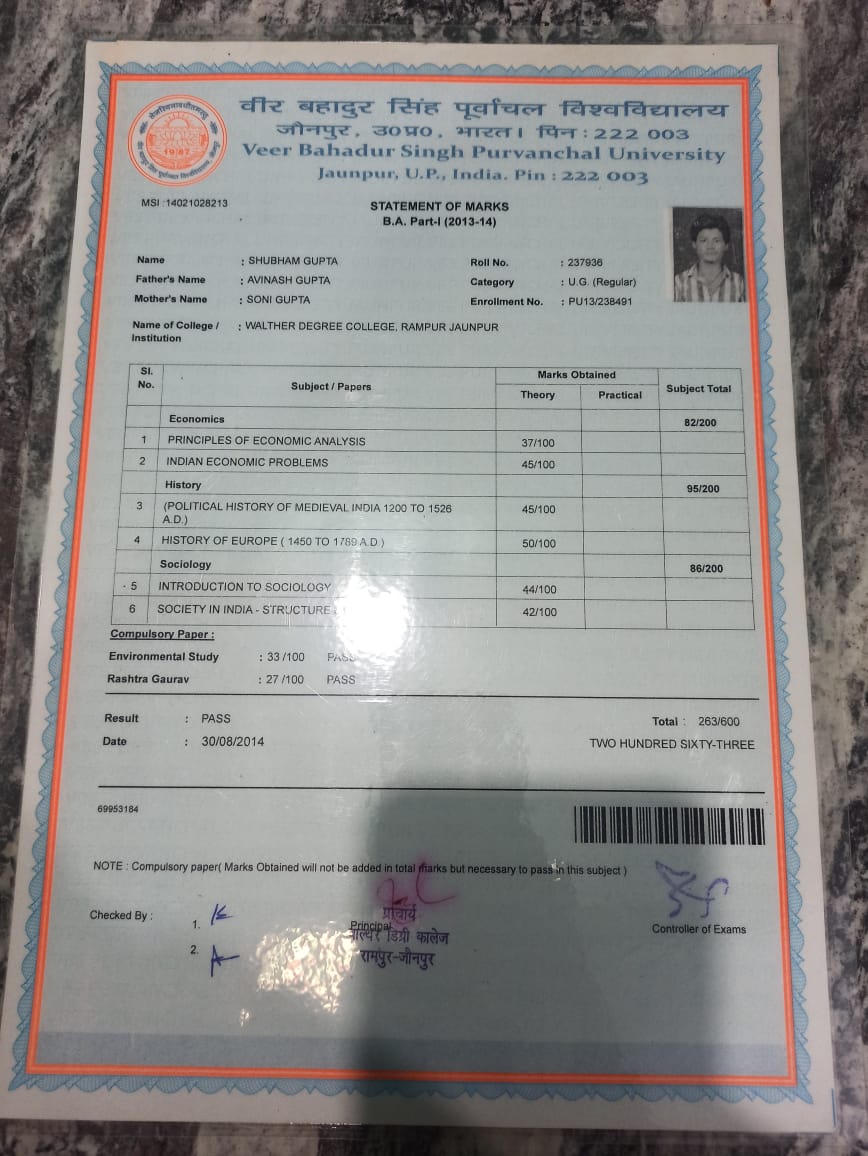 वीर बहादुर सिंह पूर्वांचल विश्वविद्यालय
जौनपुर, उ०प्र०, भारत। पिन : 222 003
Veer Bahadur Singh Purvanchal University
Jaunpur, U.P., India. Pin : 222 003
1987
MSI :14021028213
STATEMENT OF MARKS
B.A. Part-I (2013-14)
Name : SHUBHAM GUPTA Roll No. : 237936
Father's Name : AVINASH GUPTA Category : U.G. (Regular)
Mother's Name : SONI GUPTA Enrollment No. : PU13/238491
Name of College / : WALTHER DEGREE COLLEGE, RAMPUR JAUNPUR
Institution
Sl. No. Subject / Papers Marks Obtained Subject Total
Theory Practical
Economics 82/200
1 PRINCIPLES OF ECONOMIC ANALYSIS 37/100
2 INDIAN ECONOMIC PROBLEMS 45/100
History 95/200
3 (POLITICAL HISTORY OF MEDIEVAL INDIA 1200 TO 1526 45/100
A.D.)
4 HISTORY OF EUROPE ( 1450 TO 1789 A.D.) 50/100
Sociology 86/200
5 INTRODUCTION TO SOCIOLOGY 44/100
6 SOCIETY IN INDIA - STRUCTURE 42/100
Compulsory Paper :
Environmental Study : 33 /100 PASS
Rashtra Gaurav : 27 /100 PASS
Result : PASS Total : 263/600
Date : 30/08/2014 TWO HUNDRED SIXTY-THREE
69953184
NOTE : Compulsory paper( Marks Obtained will not be added in total marks but necessary to pass in this subject )
Checked By : 1.
2.
प्राचार्य
Principal
वाल्थर डिग्री कालेज
रामपुर-जौनपुर
Controller of Exams